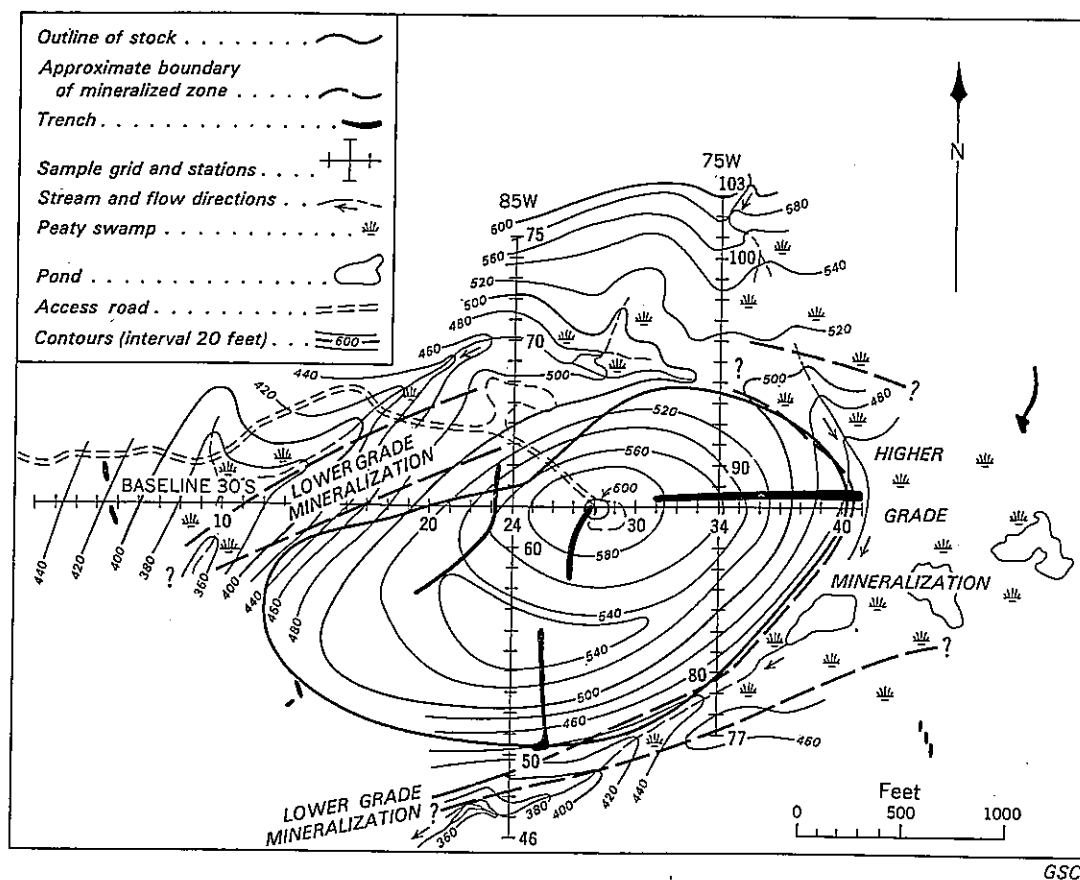 Outline of stock
Approximate boundary
of mineralized zone
Trench
Sample grid and stations
Stream and flow directions
Peaty swamp
Pond
Access road
Contours (interval 20 feet)
600
N
75W
103
580
85W
600
75
560
100
540
520
500
480
520
460
70
?
440
500
500
480
?
420
520
560
HIGHER
LOWER GRADE
MINERALIZATION
90
600
BASELINE 30'S
10
20
24
30
34
40
GRADE
60
580
440
420
400
380
360
400
440
460
480
?
MINERALIZATION
540
540
?
80
500
460
77
460
50
LOWER GRADE
MINERALIZATION
?
380
400
420
440
360
46
Feet
0
500
1000
GSC